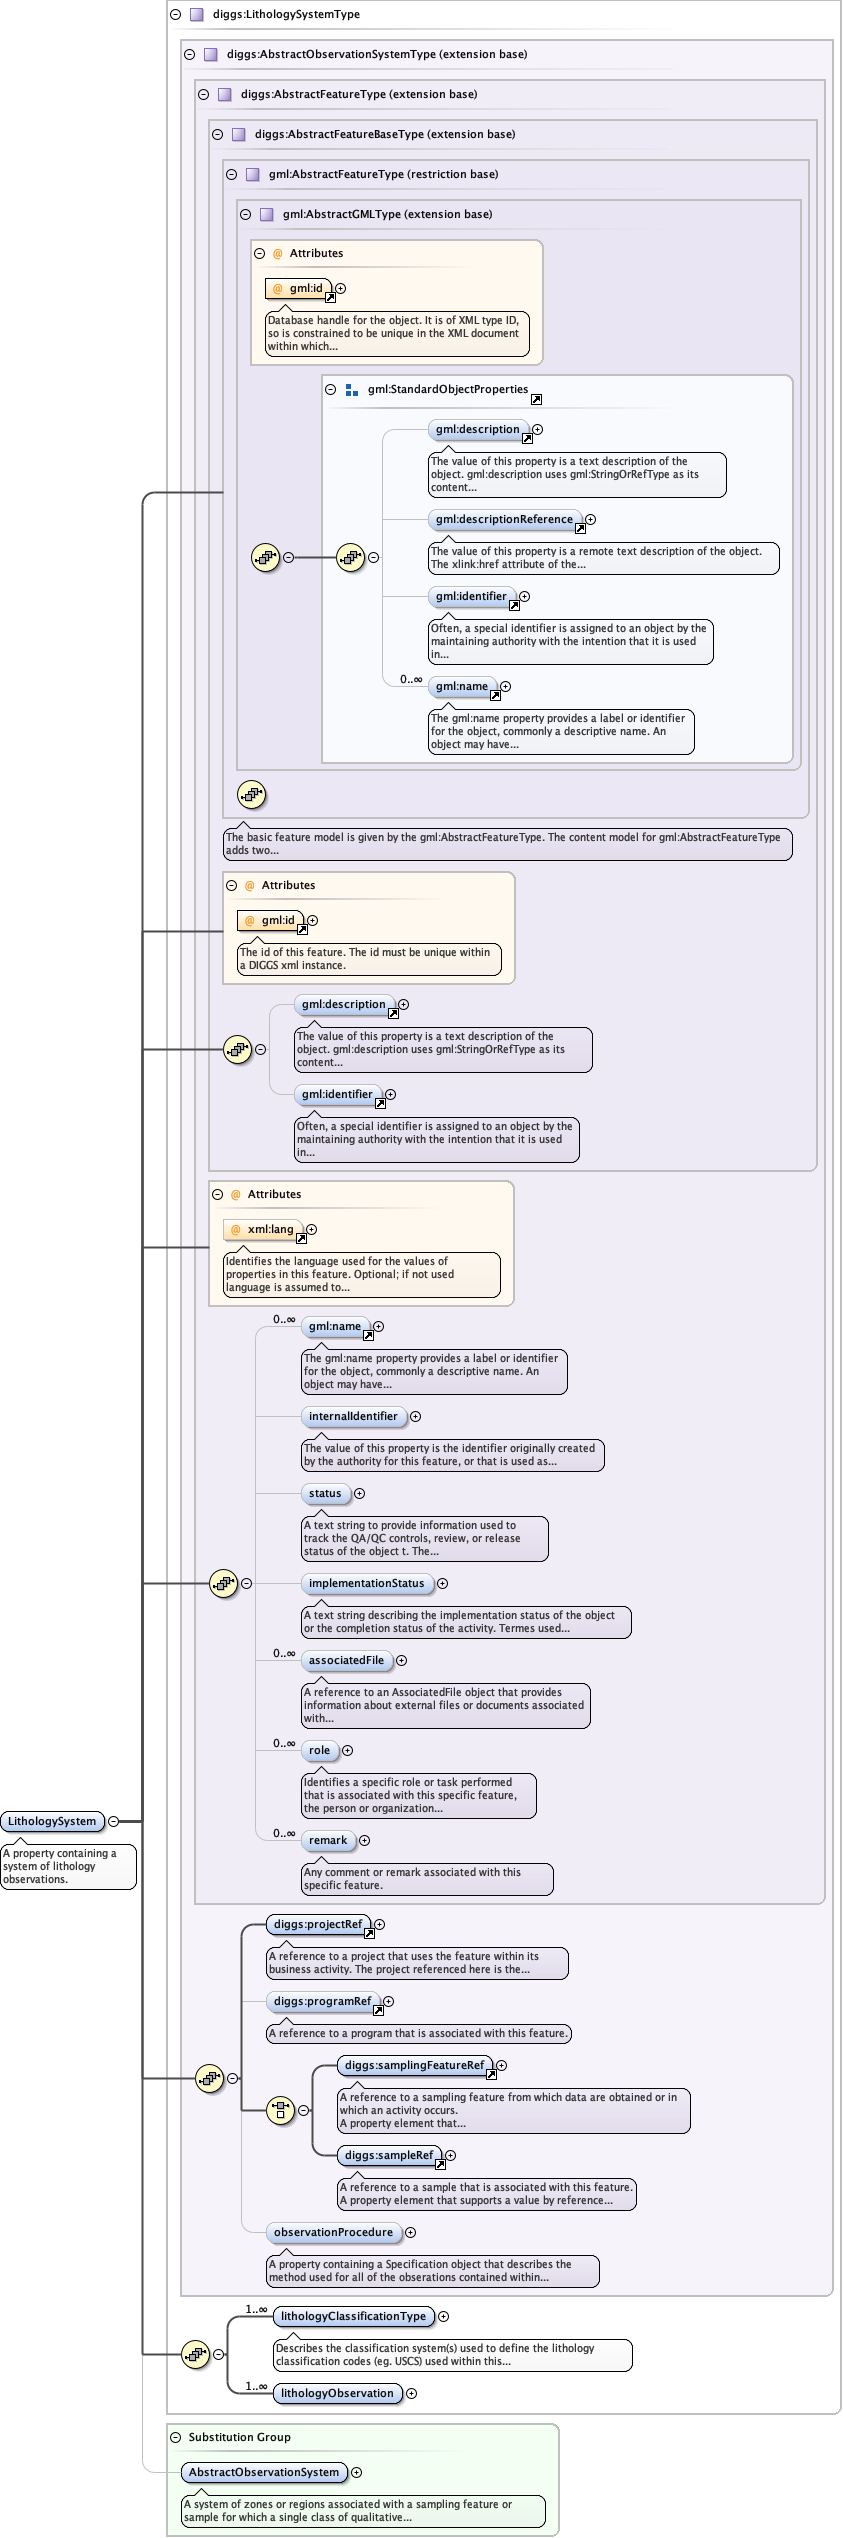 diggs:LithologySystemType
diggs:AbstractObservationSystemType (extension base)
diggs:AbstractFeatureType (extension base)
diggs:AbstractFeatureBaseType (extension base)
gml:AbstractFeatureType (restriction base)
gml:AbstractGMLType (extension base)
@ Attributes
@ gml:id
Database handle for the object. It is of XML type ID,
so is constrained to be unique in the XML document
within which...
gml:StandardObjectProperties
gml:description
The value of this property is a text description of the
object. gml:description uses gml:StringOrRefType as its
content...
gml:descriptionReference
The value of this property is a remote text description of the object.
The xlink:href attribute of the...
gml:identifier
Often, a special identifier is assigned to an object by the
maintaining authority with the intention that it is used
in...
0..∞
gml:name
The gml:name property provides a label or identifier
for the object, commonly a descriptive name. An
object may have...
The basic feature model is given by the gml:AbstractFeatureType. The content model for gml:AbstractFeatureType
adds two...
@ Attributes
@ gml:id
The id of this feature. The id must be unique within
a DIGGS xml instance.
gml:description
The value of this property is a text description of the
object. gml:description uses gml:StringOrRefType as its
content...
gml:identifier
Often, a special identifier is assigned to an object by the
maintaining authority with the intention that it is used
in...
@ Attributes
@ xml:lang
Identifies the language used for the values of
properties in this feature. Optional; if not used
language is assumed to...
0..∞
gml:name
The gml:name property provides a label or identifier
for the object, commonly a descriptive name. An
object may have...
internalIdentifier
The value of this property is the identifier originally created
by the authority for this feature, or that is used as...
status
A text string to provide information used to
track the QA/QC controls, review, or release
status of the object t. The...
implementationStatus
A text string describing the implementation status of the object
or the completion status of the activity. Termes used...
0..∞
associatedFile
A reference to an AssociatedFile object that provides
information about external files or documents associated
with...
0..∞
role
Identifies a specific role or task performed
that is associated with this specific feature,
the person or organization...
LithologySystem
A property containing a
system of lithology
observations.
0..∞
remark
Any comment or remark associated with this
specific feature.
diggs:projectRef
A reference to a project that uses the feature within its
business activity. The project referenced here is the...
diggs:programRef
A reference to a program that is associated with this feature.
diggs:samplingFeatureRef
A reference to a sampling feature from which data are obtained or in
which an activity occurs.
A property element that...
diggs:sampleRef
A reference to a sample that is associated with this feature.
A property element that supports a value by reference...
observationProcedure
A property containing a Specification object that describes the
method used for all of the obserations contained within...
1..∞
lithologyClassificationType
Describes the classification system(s) used to define the lithology
classification codes (eg. USCS) used within this...
1..∞
lithologyObservation
Substitution Group
AbstractObservationSystem
A system of zones or regions associated with a sampling feature or
sample for which a single class of qualitative...